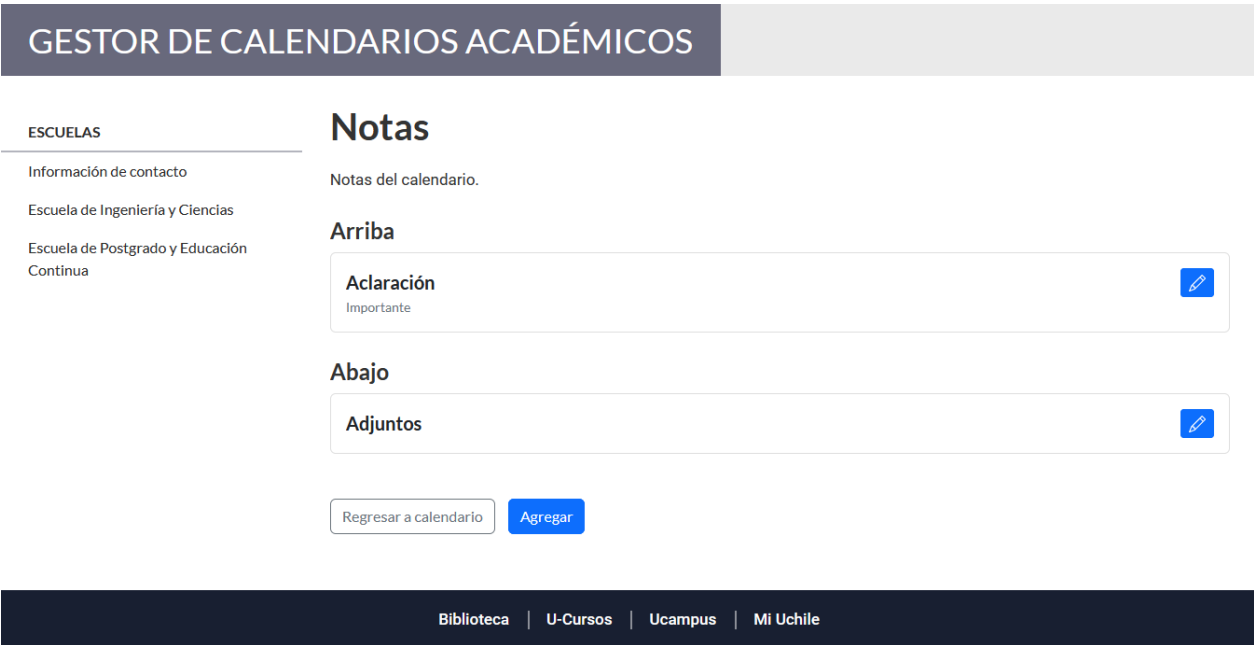 GESTOR DE CALENDARIOS ACADÉMICOS
ESCUELAS
Información de contacto
Escuela de Ingeniería y Ciencias
Escuela de Postgrado y Educación
Continua
Notas
Notas del calendario.
Arriba
Aclaración
Importante
Abajo
Adjuntos
Regresar a calendario
Agregar
Biblioteca | U-Cursos | Ucampus | Mi Uchile